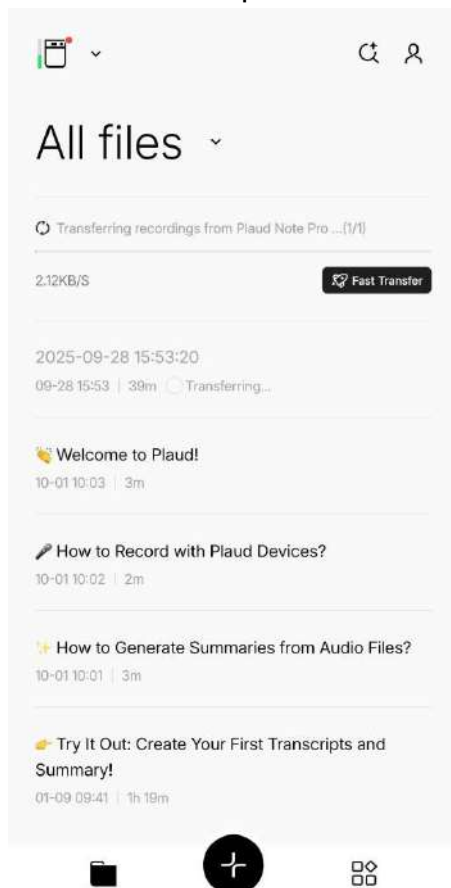 All files
Transferring recordings from Plaud Note Pro ...(1/1)
2.12KB/S
Fast Transfer
2025-09-28 15:53:20
09-28 15:53 | 39m Transferring...
👏 Welcome to Plaud!
10-01 10:03 | 3m
🎤 How to Record with Plaud Devices?
10-01 10:02 | 2m
✨ How to Generate Summaries from Audio Files?
10-01 10:01 | 3m
👉 Try It Out: Create Your First Transcripts and
Summary!
01-09 09:41 | 1h 19m